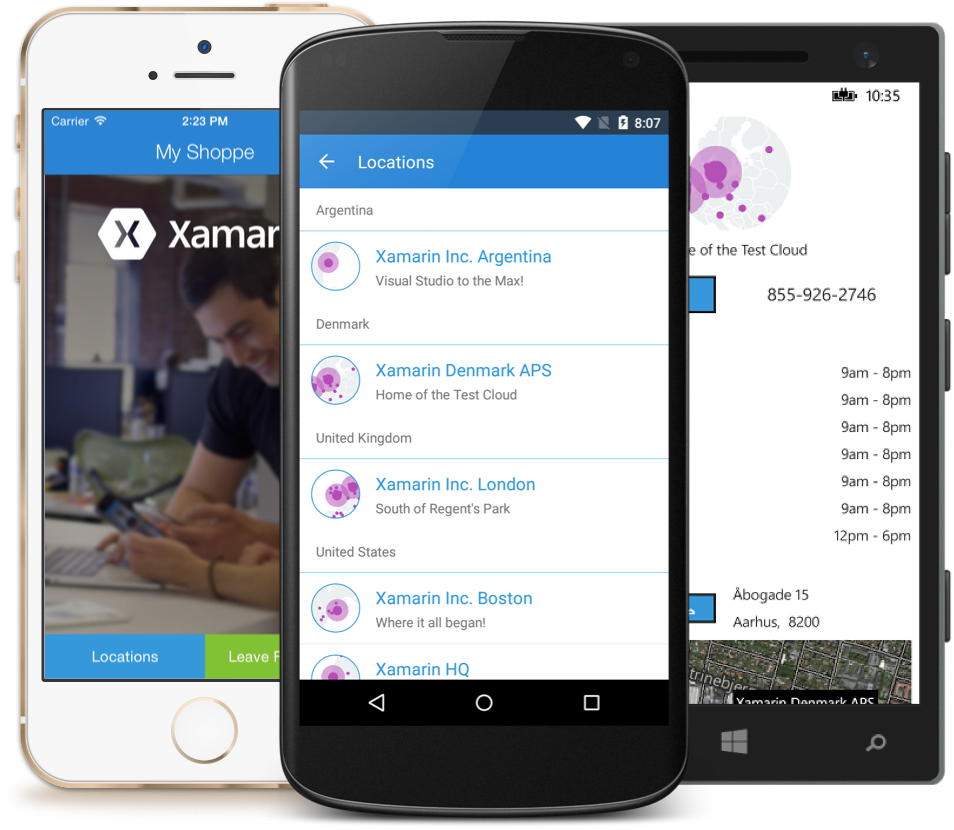 Carrier
2:23 PM
My Shoppe
Xamar
Locations
Leave F
8:07
Locations
Argentina
Xamarin Inc. Argentina
Visual Studio to the Max!
Denmark
Xamarin Denmark APS
Home of the Test Cloud
United Kingdom
Xamarin Inc. London
South of Regent's Park
United States
Xamarin Inc. Boston
Where it all began!
Xamarin HQ
10:35
e of the Test Cloud
855-926-2746
9am - 8pm
9am - 8pm
9am - 8pm
9am - 8pm
9am - 8pm
9am - 8pm
12pm - 6pm
Åbogade 15
Aarhus, 8200
trinebjer
Xamarin Denmark APS